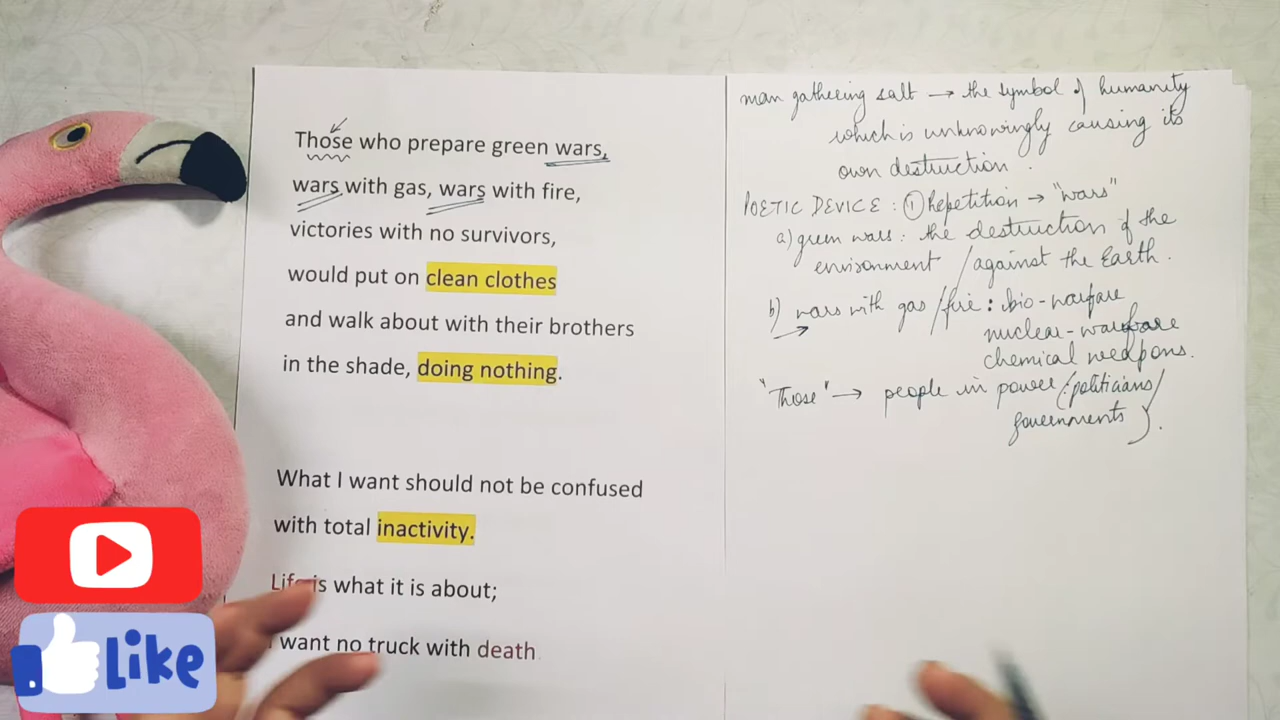 Those who prepare green wars,
wars with gas, wars with fire,
victories with no survivors,
would put on clean clothes
and walk about with their brothers
in the shade, doing nothing.
What I want should not be confused
with total inactivity.
Life is what it is about;
want no truck with death
man gathering salt → the symbol of humanity
which is unknowingly causing its
own destruction.
POETIC DEVICE: ① Repetition → "wars"
a) green wars: the destruction of the
environment / against the Earth.
b) wars with gas / fire: bio-warfare
nuclear-warfare
chemical weapons.
"Those" → people in power (politicians/
governments).
LIKE